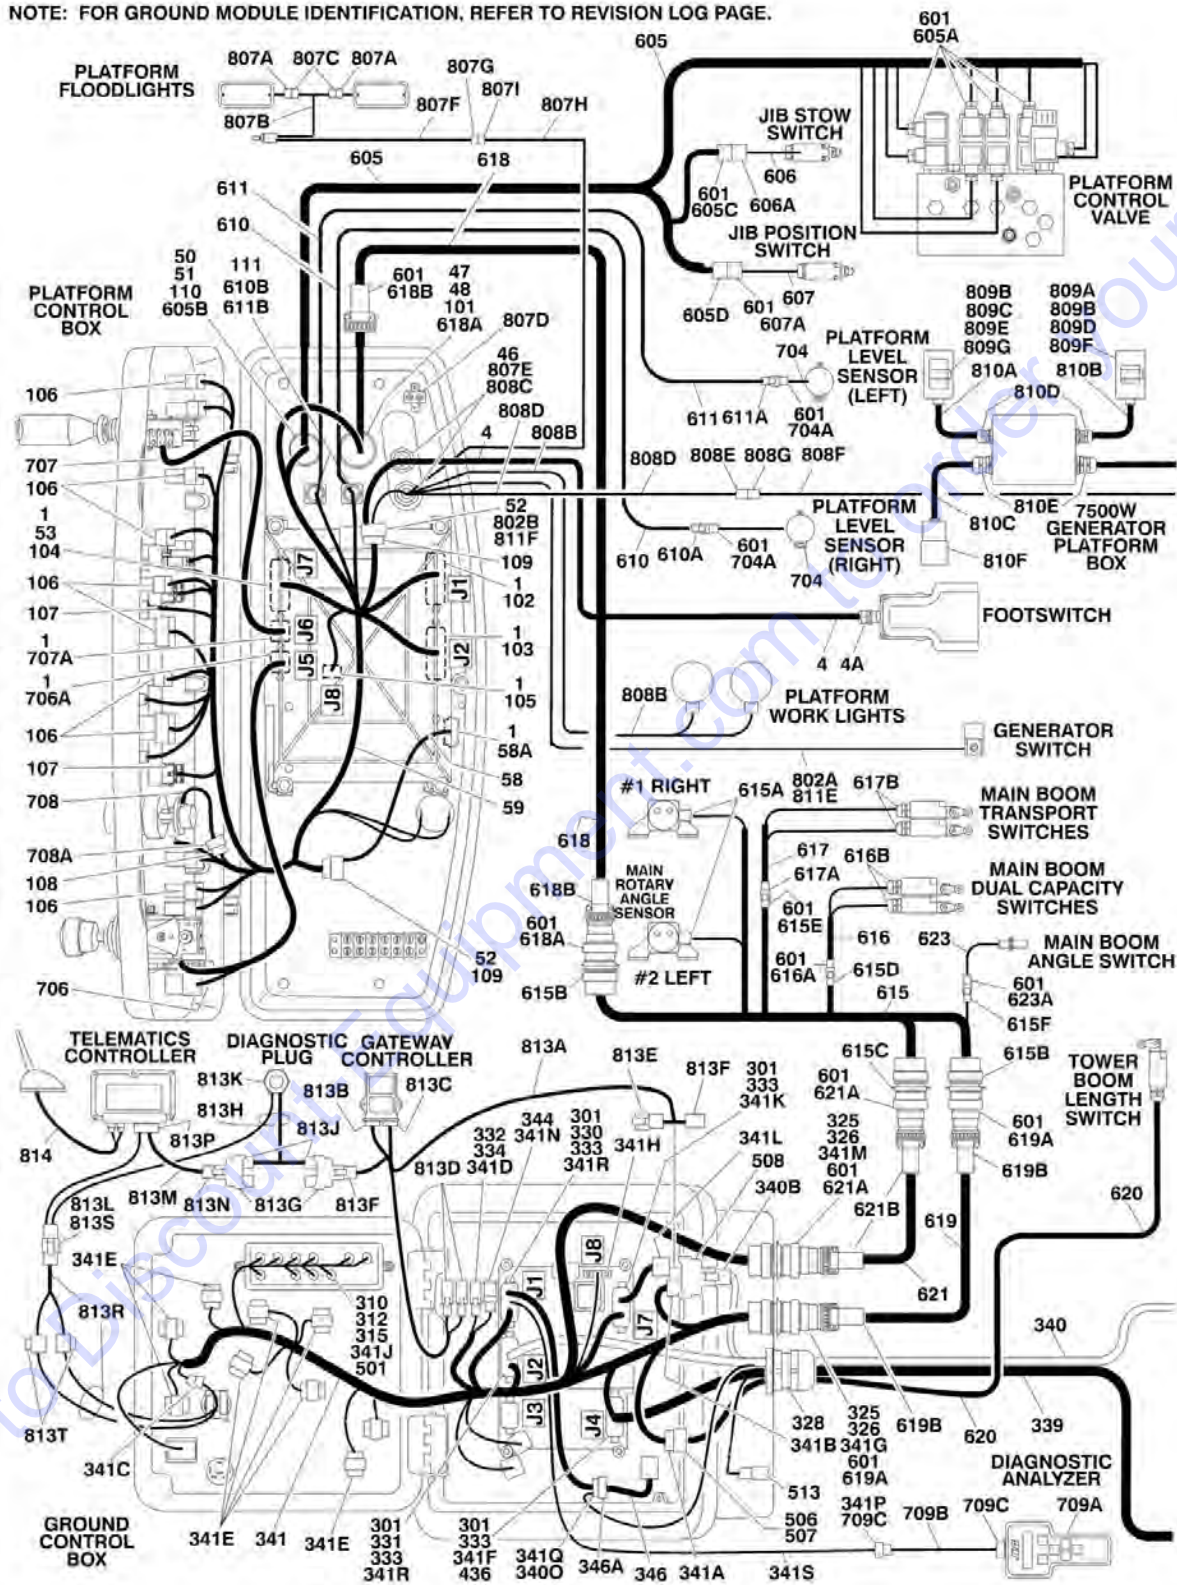 NOTE: FOR GROUND MODULE IDENTIFICATION, REFER TO REVISION LOG PAGE.
601
605A
605
807A 807C 807A
PLATFORM
FLOODLIGHTS
807G
807I
807F
807H
807B
JIB STOW
SWITCH
605
618
606
611
601
605C
606A
PLATFORM
CONTROL
VALVE
610
JIB POSITION
SWITCH
50
51
110
605B
111
610B
611B
601
618B
47
48
101
618A
PLATFORM
CONTROL
BOX
807D
605D
601
607A
607
809B
809C
809E
809G
809A
809B
809D
809F
PLATFORM
LEVEL
SENSOR
(LEFT)
704
810A
810B
46
807E
808C
106
810D
808D
4
808B
611
611A
601
704A
808D
808E
808G
808F
707
106
1
53
104
52
802B
811F
109
810E
810C
7500W
GENERATOR
PLATFORM
BOX
PLATFORM
LEVEL
SENSOR
(RIGHT)
610
610A
601
704A
704
810F
J7
J1
1
102
106
107
FOOTSWITCH
1
707A
J6
J5
J2
1
103
4
4A
1
706A
J8
1
105
808B
PLATFORM
WORK LIGHTS
106
1
58A
GENERATOR
SWITCH
107
58
708
59
#1 RIGHT
615A
802A
811E
617B
MAIN BOOM
TRANSPORT
SWITCHES
618
617
616B
708A
617A
108
618B
MAIN
ROTARY
ANGLE
SENSOR
MAIN BOOM
DUAL CAPACITY
SWITCHES
106
601
618A
601
615E
616
623
601
616A
615D
MAIN BOOM
ANGLE SWITCH
52
109
#2 LEFT
601
623A
706
615B
615
615F
TELEMATICS
CONTROLLER
DIAGNOSTIC
PLUG
GATEWAY
CONTROLLER
813A
813E
813F
615C
615B
TOWER
BOOM
LENGTH
SWITCH
813K
813B
813C
301
333
341K
601
621A
813H
301
330
333
341R
813P
813J
344
341N
341H
325
326
341M
601
621A
601
619A
814
332
334
341D
341L
813D
508
619B
813M
813N
813G
813F
340B
813L
813S
621B
619
620
341E
J1
J8
813R
310
312
315
341J
501
J7
621
340
J2
J3
J4
813T
328
325
326
341G
601
619A
619B
620
339
341C
341B
DIAGNOSTIC
ANALYZER
513
341P
709C
709B
709C
709A
GROUND
CONTROL
BOX
341E
341
341E
301
331
333
341R
301
333
341F
436
341Q
340O
346A
346
341A
506
507
341S